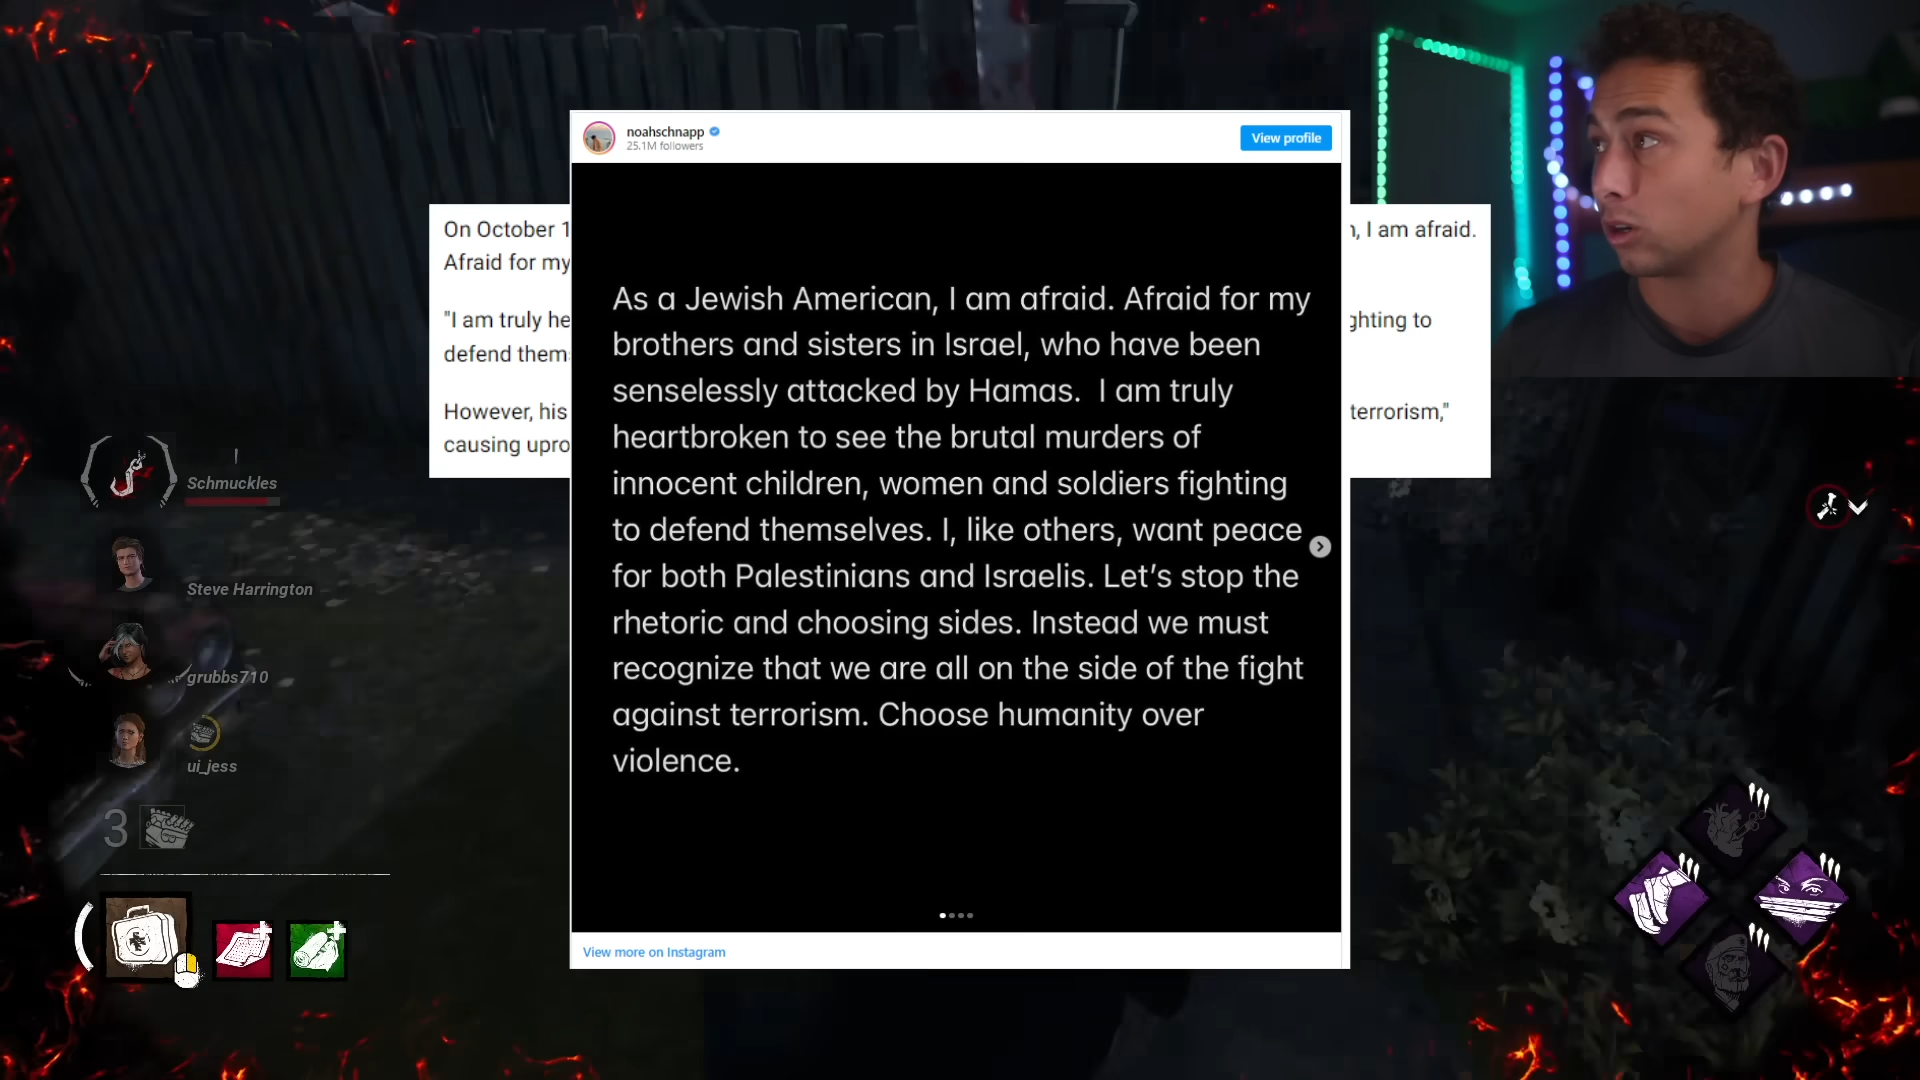 noahschnapp
25.1M followers
View profile
On October 1
n, I am afraid.
Afraid for my
"I am truly he
ghting to
defend thems
However, his
terrorism,"
causing upro
As a Jewish American, I am afraid. Afraid for my
brothers and sisters in Israel, who have been
senselessly attacked by Hamas. I am truly
heartbroken to see the brutal murders of
innocent children, women and soldiers fighting
to defend themselves. I, like others, want peace
for both Palestinians and Israelis. Let's stop the
rhetoric and choosing sides. Instead we must
recognize that we are all on the side of the fight
against terrorism. Choose humanity over
violence.
View more on Instagram
Schmuckles
Steve Harrington
grubbs710
ui_jess
3